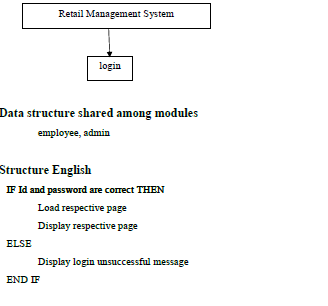 Retail Management System
login
Data structure shared among modules
employee, admin
Structure English
IF Id and password are correct THEN
Load respective page
Display respective page
ELSE
Display login unsuccessful message
END IF